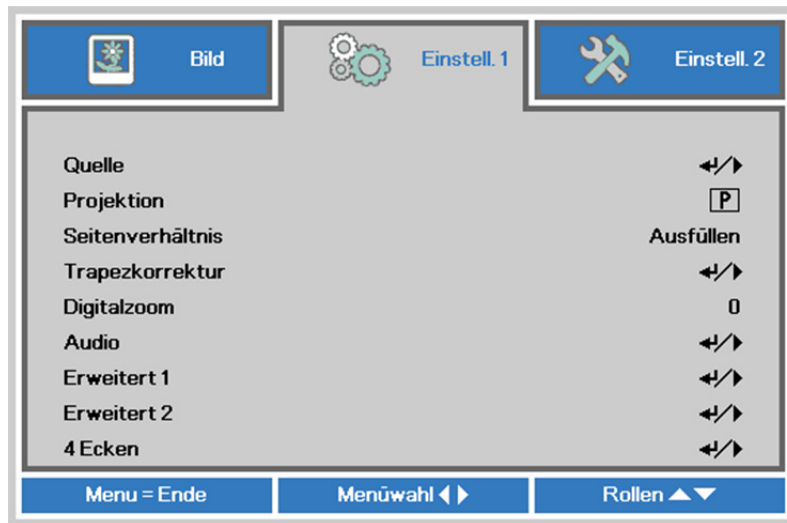 Bild Einstell. 1 Einstell. 2
Quelle ↵/▶
Projektion P
Seitenverhältnis Ausfüllen
Trapezkorrektur ↵/▶
Digitalzoom 0
Audio ↵/▶
Erweitert 1 ↵/▶
Erweitert 2 ↵/▶
4 Ecken ↵/▶
Menu = Ende Menüwahl ◀ ▶ Rollen ▲▼